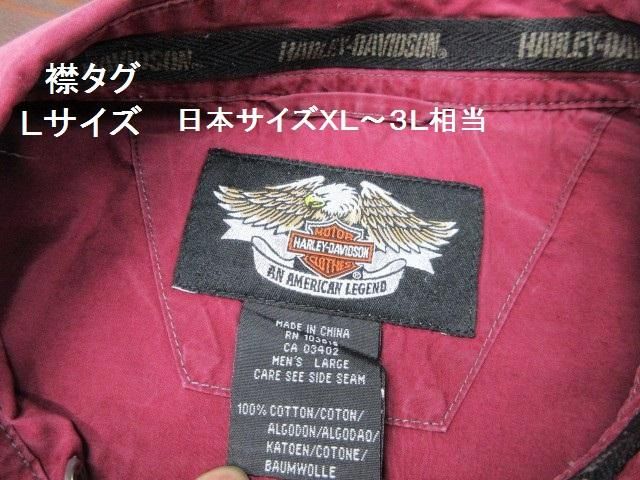 HARLEY-DAVIDSON® HARLEY-DAVIDSON
襟タグ
Lサイズ 日本サイズXL～3L相当
MOTOR
HARLEY-DAVIDSON
CLOTHES
AN AMERICAN LEGEND
MADE IN CHINA
CA 03402
MEN'S LARGE
CARE SEE SIDE SEAM
100% COTTON/COTON/
ALGODON/ALGODAO/
KATOEN/COTONE/
BAUMWOLLE